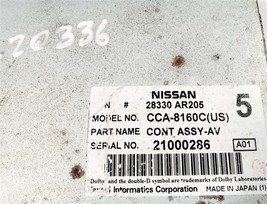 20336
NISSAN
N # 28330 AR205
5
MODEL NO. CCA-8160C(US)
PART NAME CONT ASSY-AV
SERIAL NO. 21000286 A01
Dolby and the double-D symbol are trademarks of Dolby Laboratories.
Informatics Corporation MADE IN JAPAN (1)